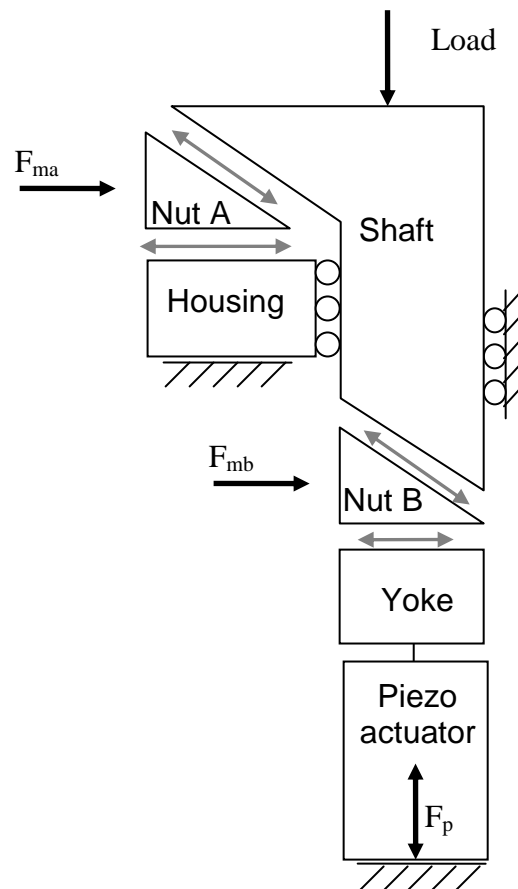 Load
F_ma
Nut A
Shaft
Housing
F_mb
Nut B
Yoke
Piezo
actuator
F_p